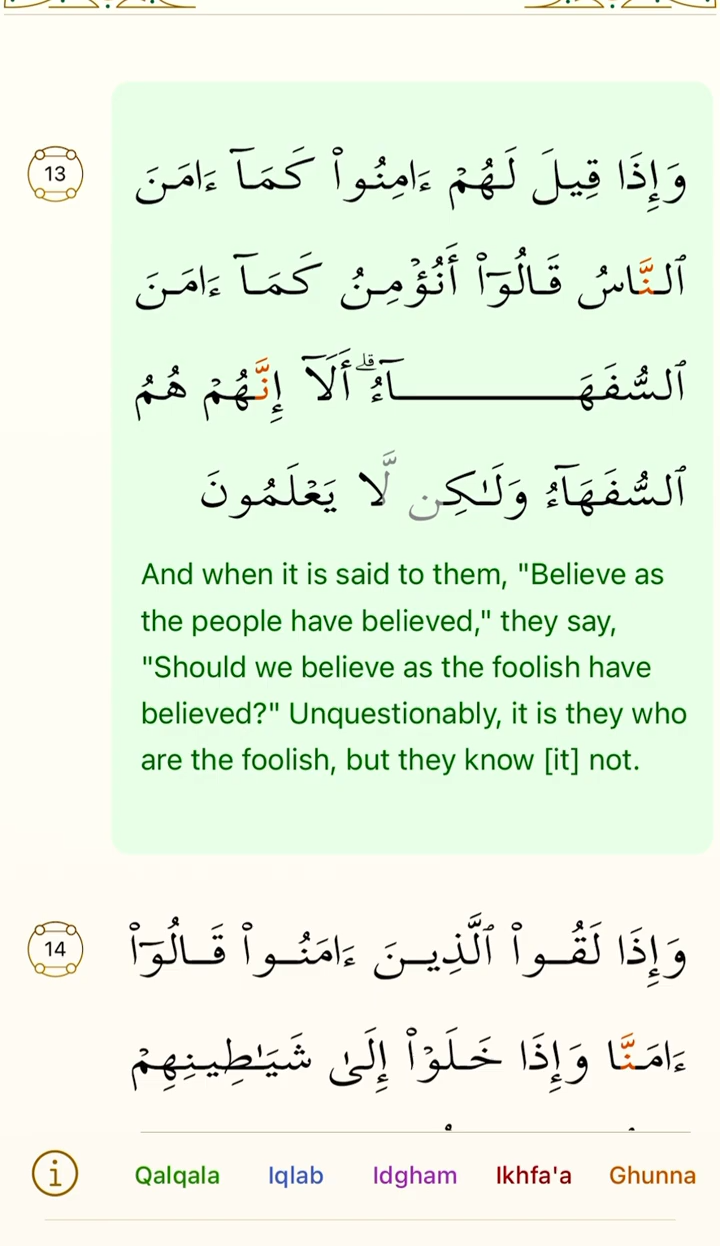 13
وَإِذَا قِيلَ لَهُمْ ءَامِنُوا۟ كَمَآ ءَامَنَ
ٱلنَّاسُ قَالُوٓا۟ أَنُؤْمِنُ كَمَآ ءَامَنَ
ٱلسُّفَهَـــــــــآءُ ۗ أَلَآ إِنَّهُمْ هُمُ
ٱلسُّفَهَآءُ وَلَـٰكِن لَّا يَعْلَمُونَ
And when it is said to them, "Believe as
the people have believed," they say,
"Should we believe as the foolish have
believed?" Unquestionably, it is they who
are the foolish, but they know [it] not.
14
وَإِذَا لَقُوا۟ ٱلَّذِينَ ءَامَنُوا۟ قَالُوٓا۟
ءَامَنَّا وَإِذَا خَلَوْا۟ إِلَىٰ شَيَـٰطِينِهِمْ
Qalqala Iqlab Idgham Ikhfa'a Ghunna